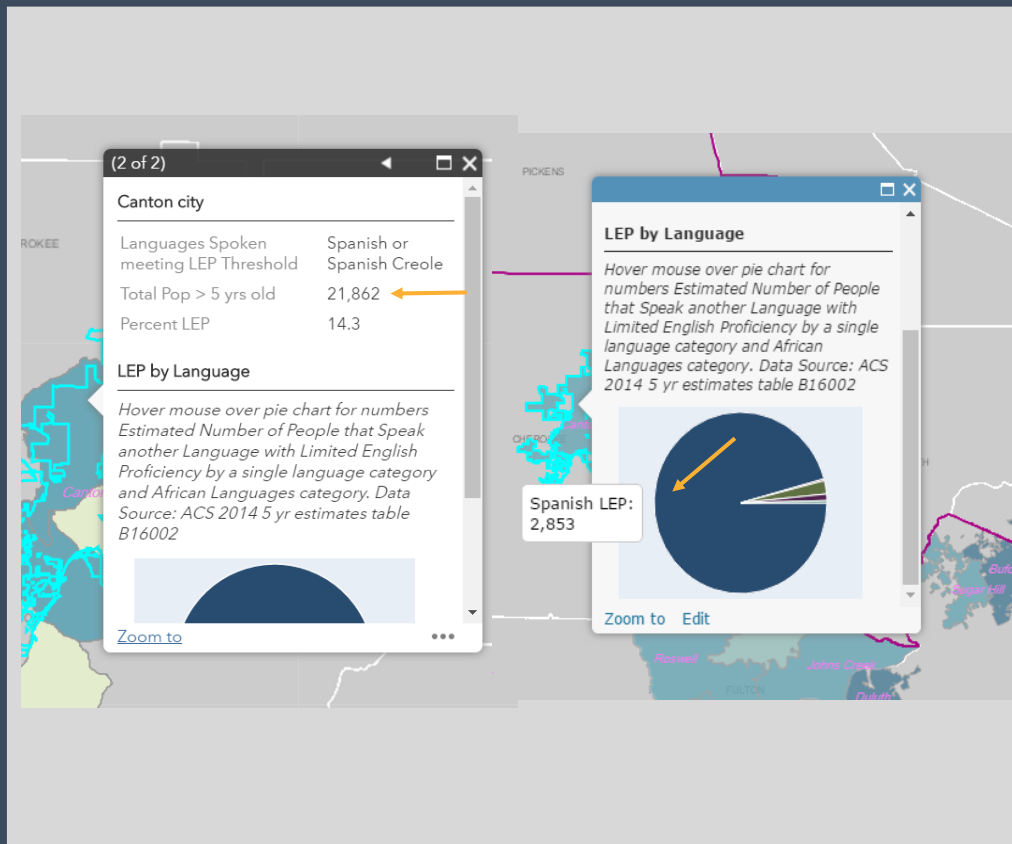 (2 of 2)
Canton city
Languages Spoken meeting LEP Threshold
Spanish or Spanish Creole
Total Pop > 5 yrs old 21,862
Percent LEP 14.3
LEP by Language
Hover mouse over pie chart for numbers
Estimated Number of People that Speak
another Language with Limited English
Proficiency by a single language category
and African Languages category. Data
Source: ACS 2014 5 yr estimates table
B16002
Zoom to
ROKEE
PICKENS
LEP by Language
Hover mouse over pie chart for
numbers Estimated Number of People
that Speak another Language with
Limited English Proficiency by a single
language category and African
Languages category. Data Source: ACS
2014 5 yr estimates table B16002
Spanish LEP:
2,853
Zoom to Edit
Sugar Hill
Roswell
Johns Creek
FULTON
Duluth